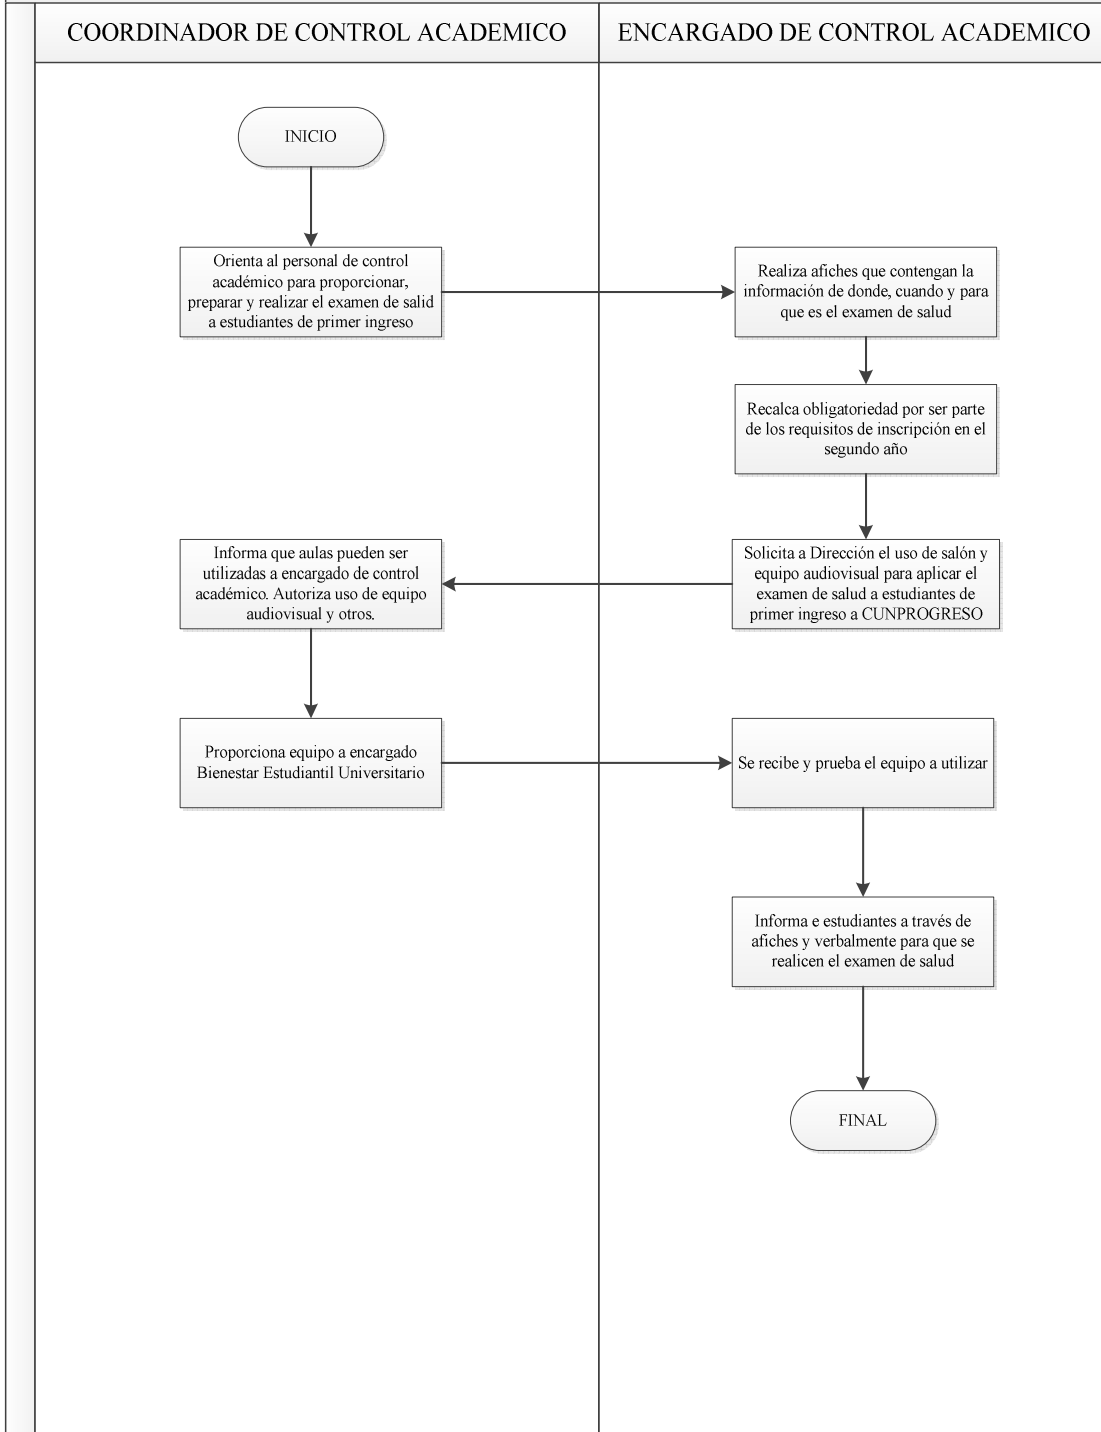 COORDINADOR DE CONTROL ACADEMICO
ENCARGADO DE CONTROL ACADEMICO
INICIO
Orienta al personal de control
académico para proporcionar,
preparar y realizar el examen de salid
a estudiantes de primer ingreso
Realiza afiches que contengan la
información de donde, cuando y para
que es el examen de salud
Recalca obligatoriedad por ser parte
de los requisitos de inscripción en el
segundo año
Solicita a Dirección el uso de salón y
equipo audiovisual para aplicar el
examen de salud a estudiantes de
primer ingreso a CUNPROGRESO
Informa que aulas pueden ser
utilizadas a encargado de control
académico. Autoriza uso de equipo
audiovisual y otros.
Proporciona equipo a encargado
Bienestar Estudiantil Universitario
Se recibe y prueba el equipo a utilizar
Informa e estudiantes a través de
afiches y verbalmente para que se
realicen el examen de salud
FINAL